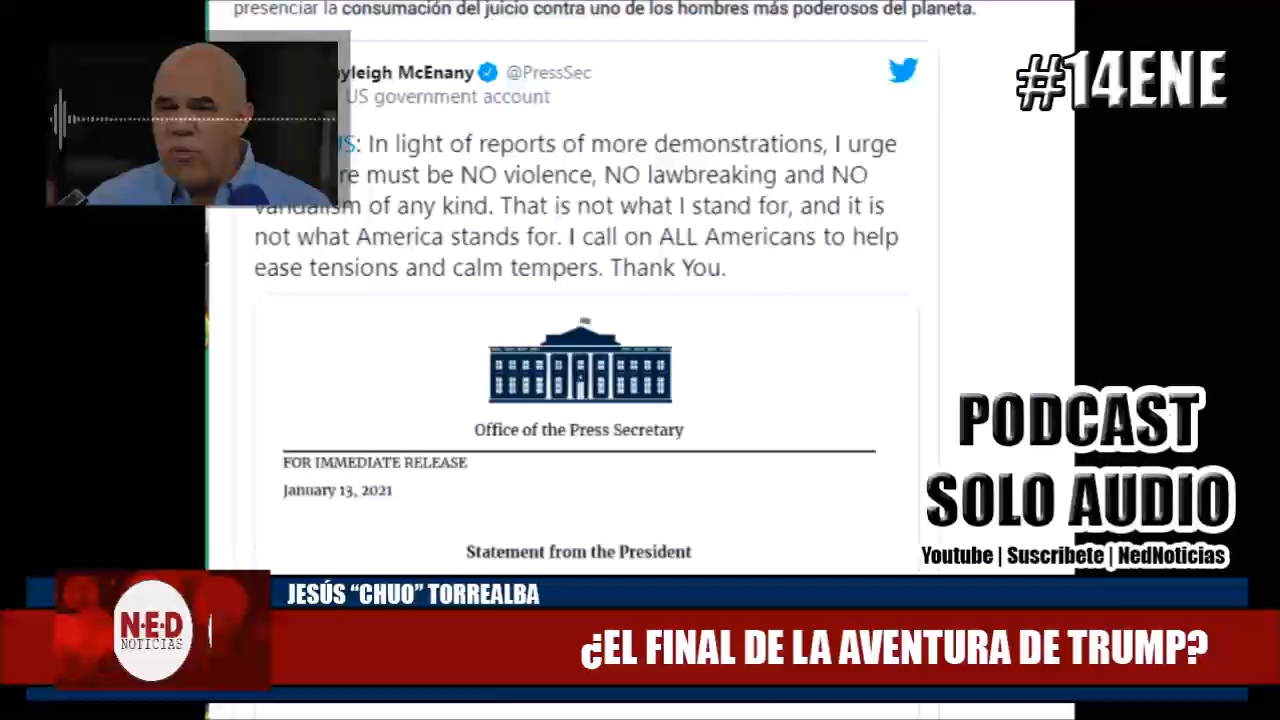 presenciar la consumación del juicio contra uno de los hombres más poderosos del planeta.
yleigh McEnany @PressSec
US government account
#14ENE
S: In light of reports of more demonstrations, I urge
re must be NO violence, NO lawbreaking and NO
vandalism of any kind. That is not what I stand for, and it is
not what America stands for. I call on ALL Americans to help
ease tensions and calm tempers. Thank You.
Office of the Press Secretary
FOR IMMEDIATE RELEASE
January 13, 2021
Statement from the President
PODCAST
SOLO AUDIO
Youtube | Suscribete | NedNoticias
JESÚS “CHUO” TORREALBA
N·E·D
NOTICIAS
¿EL FINAL DE LA AVENTURA DE TRUMP?